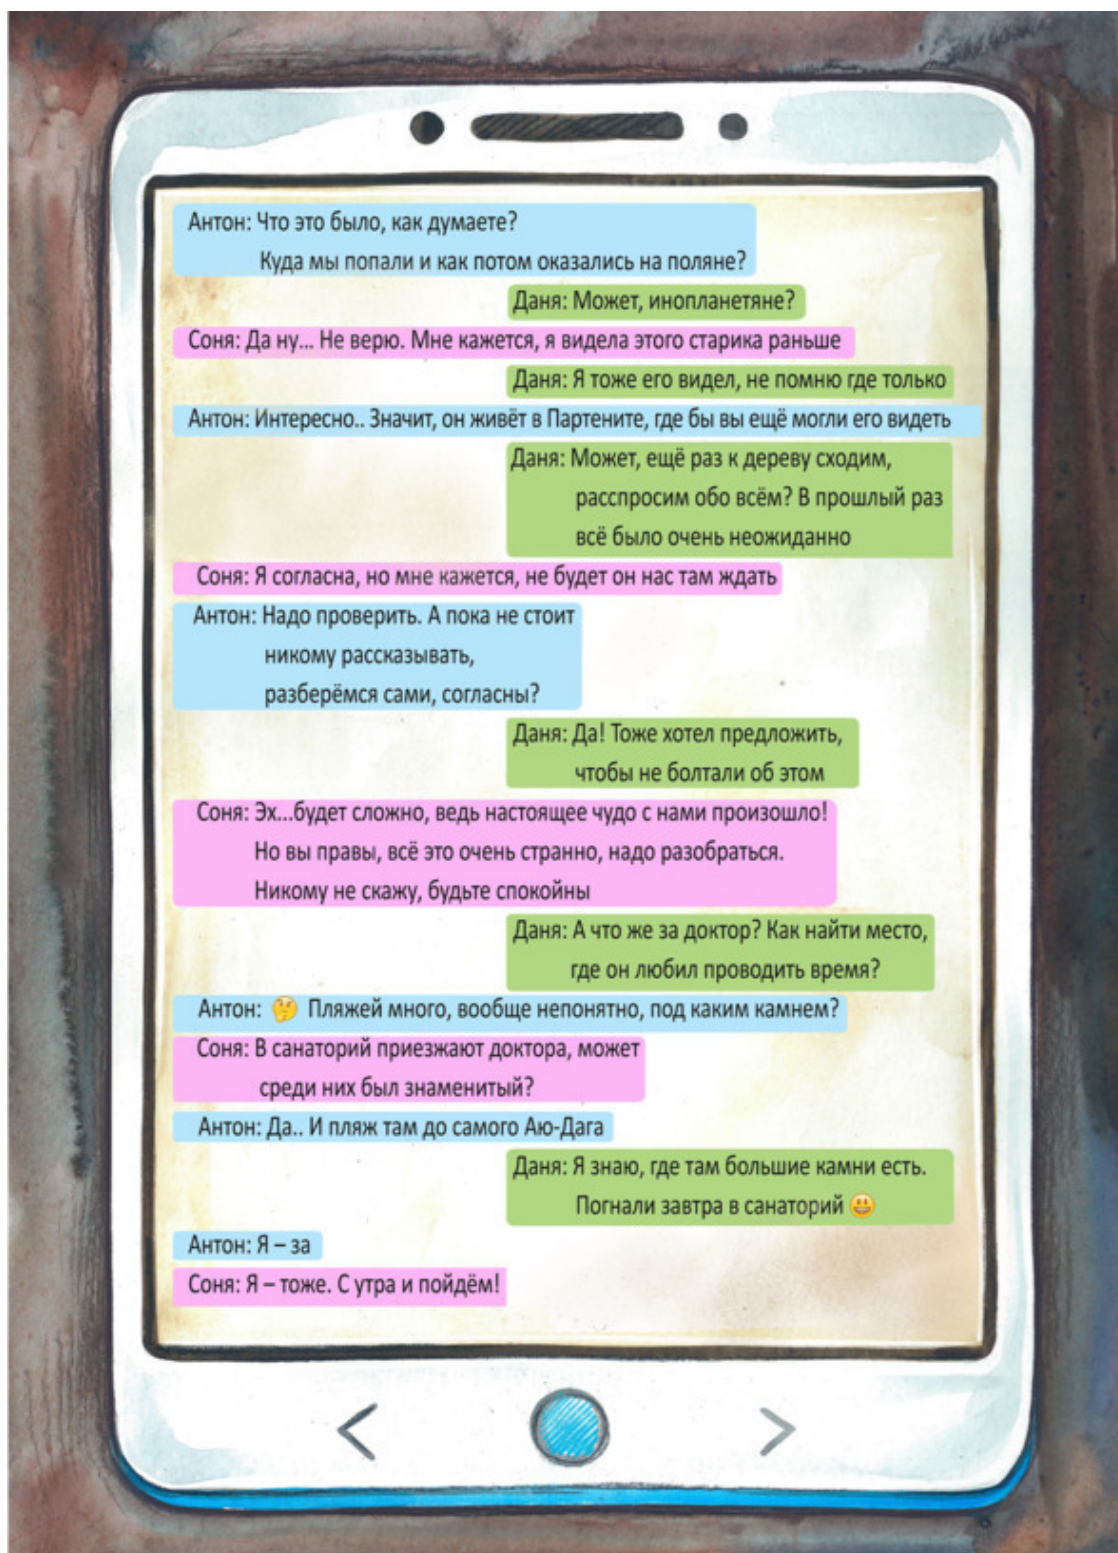 Антон: Что это было, как думаете?
Куда мы попали и как потом оказались на поляне?
Даня: Может, инопланетяне?
Соня: Да ну... Не верю. Мне кажется, я видела этого старика раньше
Даня: Я тоже его видел, не помню где только
Антон: Интересно.. Значит, он живёт в Партените, где бы вы ещё могли его видеть
Даня: Может, ещё раз к дереву сходим,
расспросим обо всём? В прошлый раз
всё было очень неожиданно
Соня: Я согласна, но мне кажется, не будет он нас там ждать
Антон: Надо проверить. А пока не стоит
никому рассказывать,
разберёмся сами, согласны?
Даня: Да! Тоже хотел предложить,
чтобы не болтали об этом
Соня: Эх...будет сложно, ведь настоящее чудо с нами произошло!
Но вы правы, всё это очень странно, надо разобраться.
Никому не скажу, будьте спокойны
Даня: А что же за доктор? Как найти место,
где он любил проводить время?
Антон: 🤔 Пляжей много, вообще непонятно, под каким камнем?
Соня: В санаторий приезжают доктора, может
среди них был знаменитый?
Антон: Да.. И пляж там до самого Аю-Дага
Даня: Я знаю, где там большие камни есть.
Погнали завтра в санаторий 😃
Антон: Я – за
Соня: Я – тоже. С утра и пойдём!